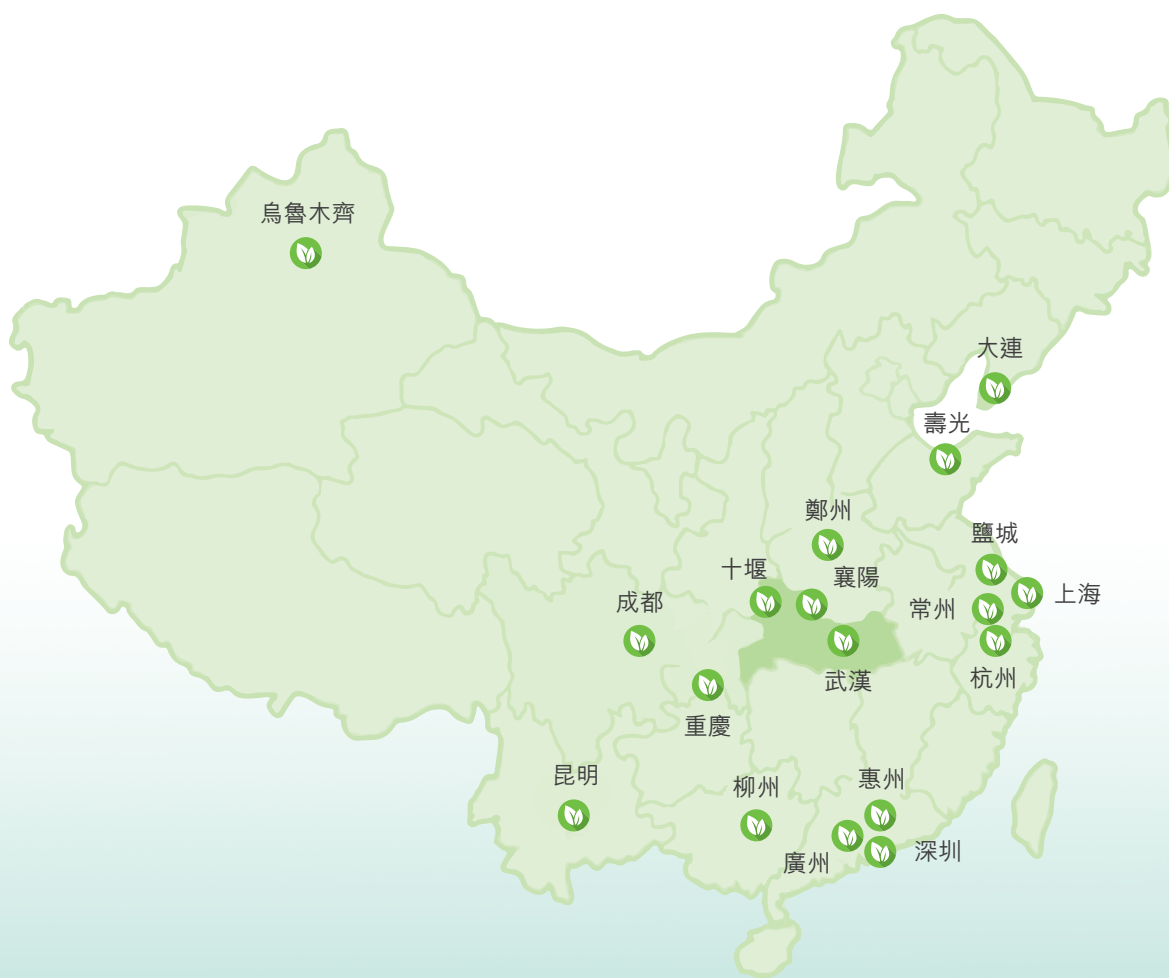 烏魯木齊
大連
壽光
鄭州
鹽城
十堰
襄陽
成都
常州
上海
武漢
杭州
重慶
昆明
柳州
惠州
廣州
深圳